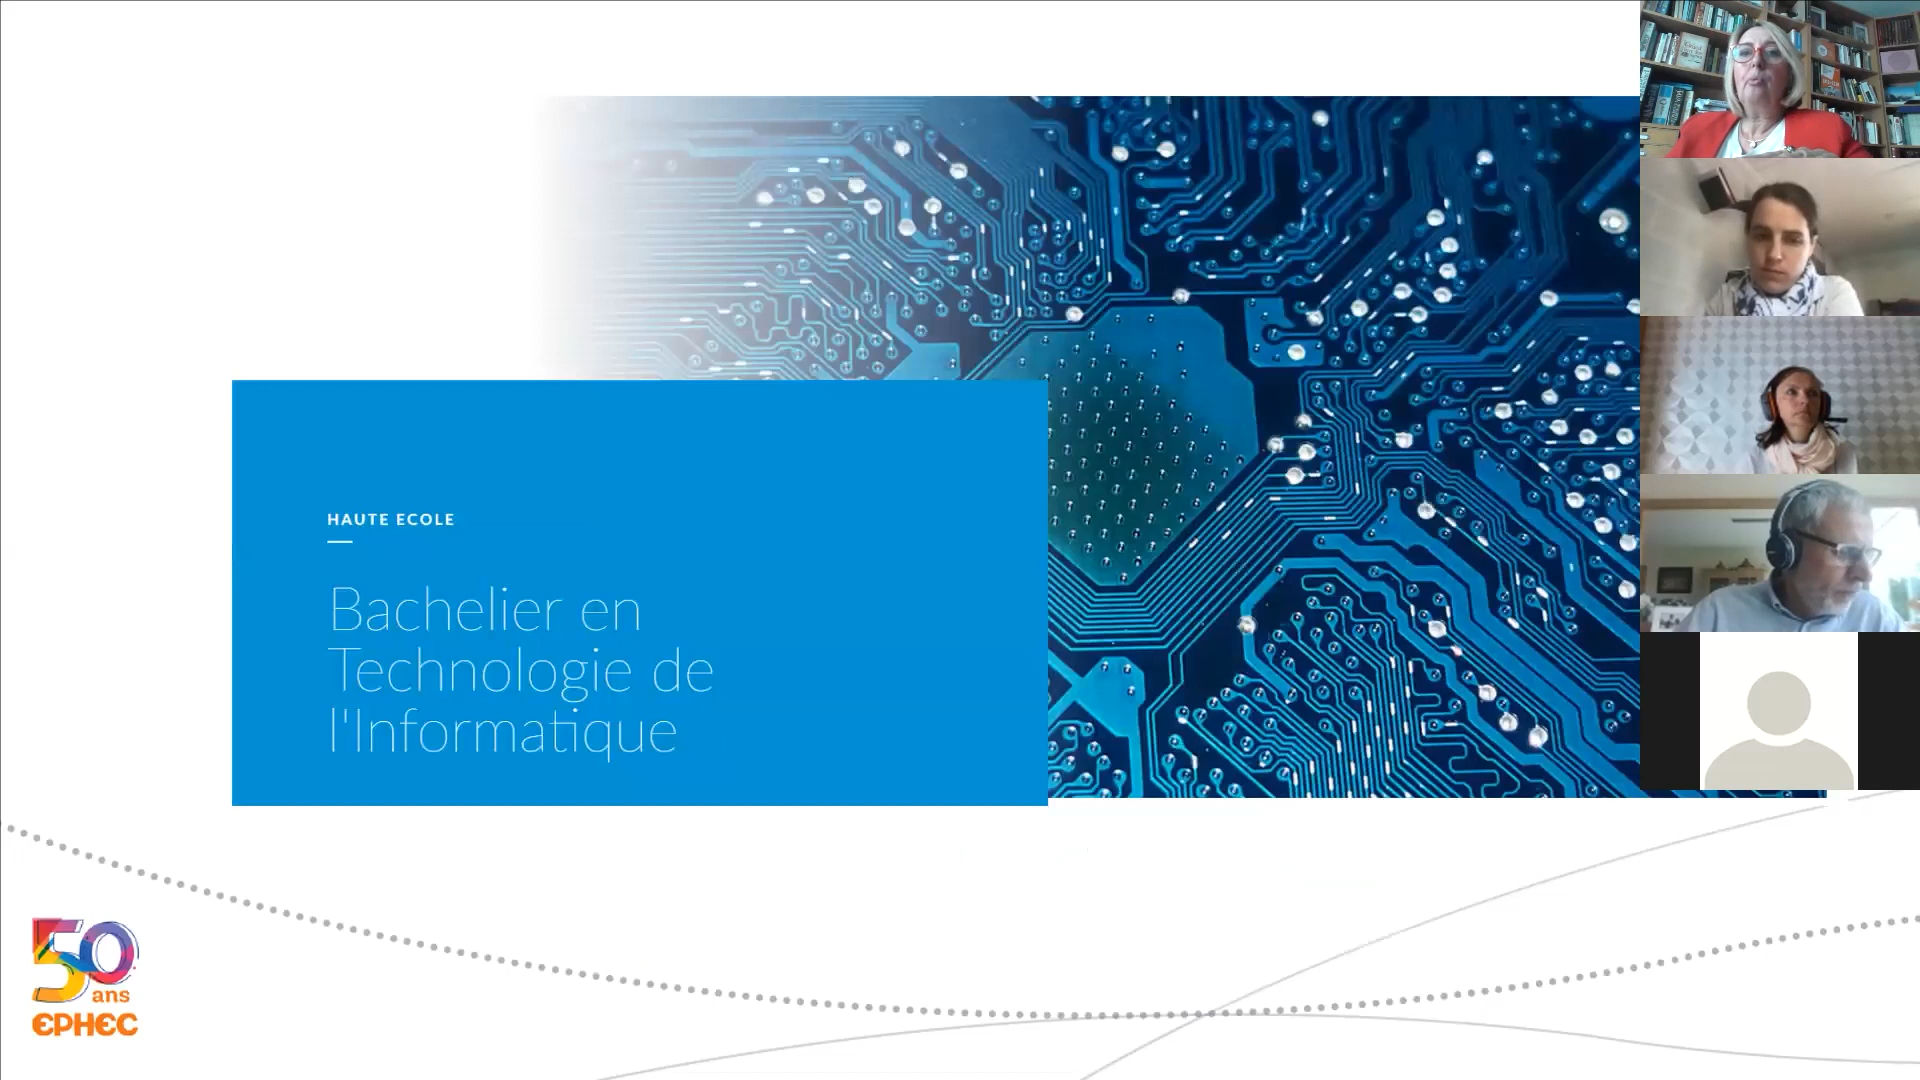 HAUTE ECOLE
Bachelier en
Technologie de
l'Informatique
50
ans
EPHEC